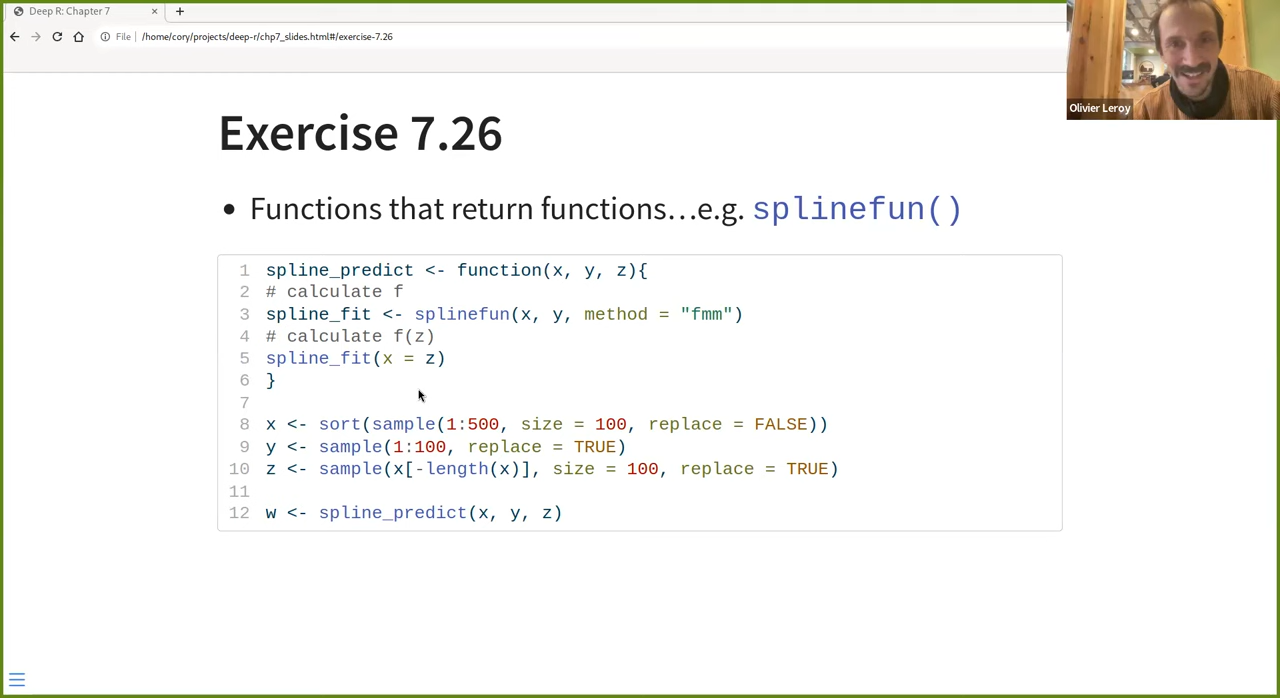 Deep R: Chapter 7
File
/home/cory/projects/deep-r/chp7_slides.html#/exercise-7.26
Olivier Leroy
Exercise 7.26
Functions that return functions…e.g. splinefun()
1 spline_predict <- function(x, y, z){
2 # calculate f
3 spline_fit <- splinefun(x, y, method = "fmm")
4 # calculate f(z)
5 spline_fit(x = z)
6 }
7
8 x <- sort(sample(1:500, size = 100, replace = FALSE))
9 y <- sample(1:100, replace = TRUE)
10 z <- sample(x[-length(x)], size = 100, replace = TRUE)
11
12 w <- spline_predict(x, y, z)